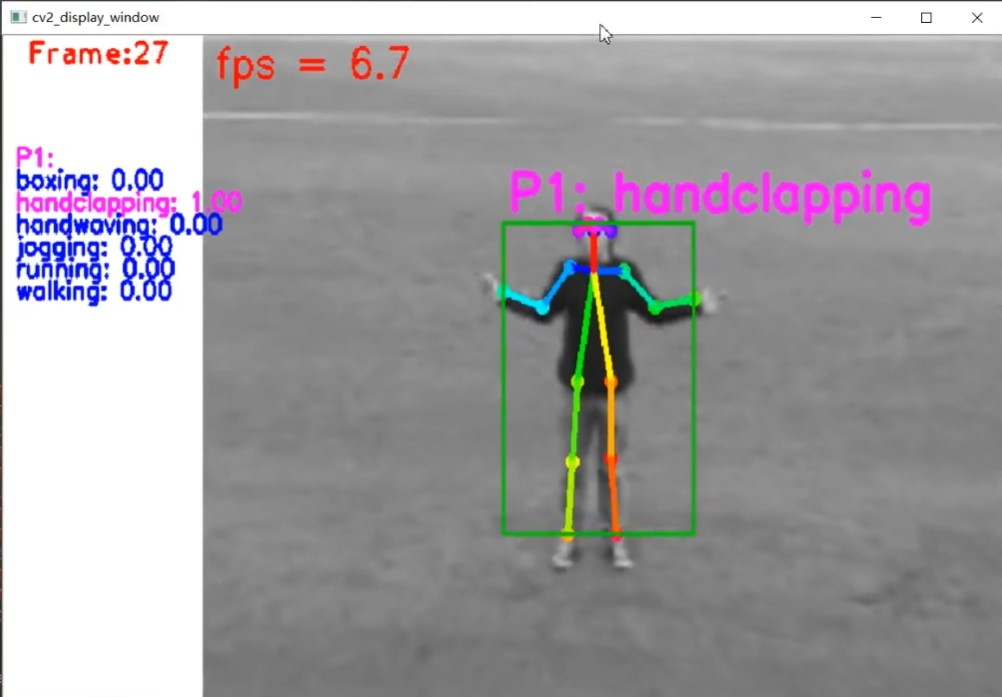 cv2_display_window
Frame:27
fps = 6.7
P1:
boxing: 0.00
handclapping: 1.00
handwaving: 0.00
jogging: 0.00
running: 0.00
walking: 0.00
P1: handclapping